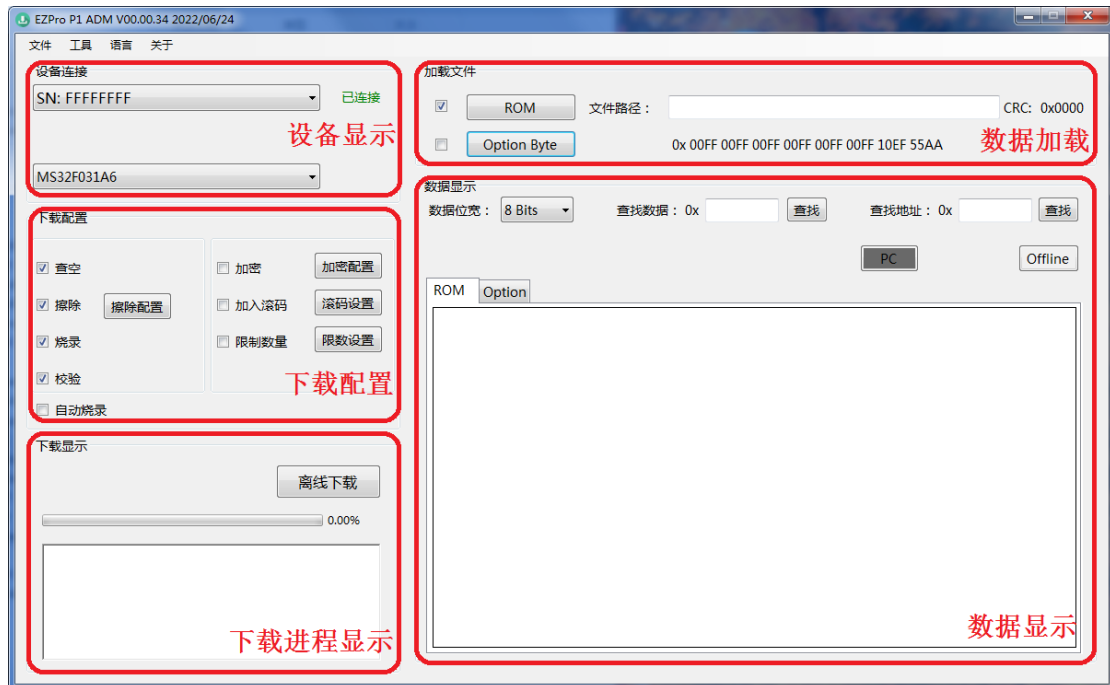 EZPro P1 ADM V00.00.34 2022/06/24
文件 工具 语言 关于
设备连接
SN: FFFFFFFF
已连接
设备显示
MS32F031A6
加载文件
ROM 文件路径： CRC: 0x0000
Option Byte 0x 00FF 00FF 00FF 00FF 00FF 00FF 10EF 55AA
数据加载
下载配置
查空 加密 加密配置
擦除 擦除配置 加入滚码 滚码设置
烧录 限制数量 限数设置
校验
下载配置
自动烧录
数据显示
数据位宽： 8 Bits 查找数据： 0x 查找 查找地址： 0x 查找
PC Offline
ROM Option
数据显示
下载显示
离线下载
0.00%
下载进程显示